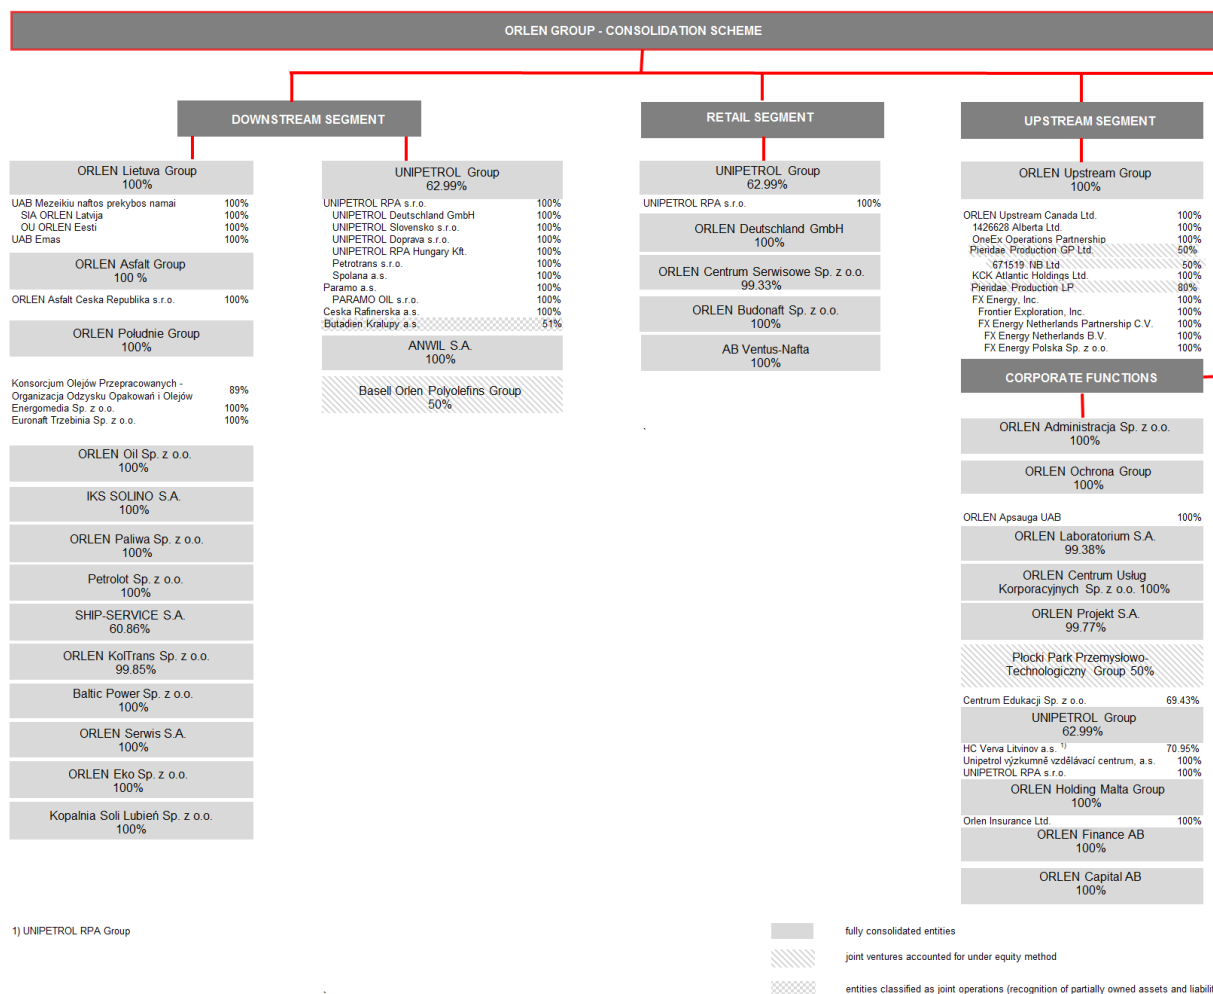 ORLEN GROUP - CONSOLIDATION SCHEME
DOWNSTREAM SEGMENT
ORLEN Lietuva Group
100%
UAB Mezeikiu naftos prekybos namai 100%
SIA ORLEN Latvija 100%
OU ORLEN Eesti 100%
UAB Emas 100%
ORLEN Asfalt Group
100 %
ORLEN Asfalt Ceska Republika s.r.o. 100%
ORLEN Południe Group
100%
Konsorcjum Olejów Przepracowanych -
Organizacja Odzysku Opakowań i Olejów 89%
Energomedia Sp. z o.o. 100%
Euronaft Trzebinia Sp. z o.o. 100%
ORLEN Oil Sp. z o.o.
100%
IKS SOLINO S.A.
100%
ORLEN Paliwa Sp. z o.o.
100%
Petrolot Sp. z o.o.
100%
SHIP-SERVICE S.A.
60.86%
ORLEN KolTrans Sp. z o.o.
99.85%
Baltic Power Sp. z o.o.
100%
ORLEN Serwis S.A.
100%
ORLEN Eko Sp. z o.o.
100%
Kopalnia Soli Lubień Sp. z o.o.
100%
UNIPETROL Group
62.99%
UNIPETROL RPA s.r.o. 100%
UNIPETROL Deutschland GmbH 100%
UNIPETROL Slovensko s.r.o. 100%
UNIPETROL Doprava s.r.o. 100%
UNIPETROL RPA Hungary Kft. 100%
Petrotrans s.r.o. 100%
Spolana a.s. 100%
Paramo a.s. 100%
PARAMO OIL s.r.o. 100%
Ceska Rafinerska a.s. 100%
Butadien Kralupy a.s. 51%
ANWIL S.A.
100%
Basell Orlen Polyolefins Group
50%
RETAIL SEGMENT
UNIPETROL Group
62.99%
UNIPETROL RPA s.r.o. 100%
ORLEN Deutschland GmbH
100%
ORLEN Centrum Serwisowe Sp. z o.o.
99.33%
ORLEN Budonaft Sp. z o.o.
100%
AB Ventus-Nafta
100%
UPSTREAM SEGMENT
ORLEN Upstream Group
100%
ORLEN Upstream Canada Ltd. 100%
1426628 Alberta Ltd. 100%
OneEx Operations Partnership 100%
Pieridae Production GP Ltd. 50%
671519 NB Ltd 50%
KCK Atlantic Holdings Ltd. 100%
Pieridae Production LP 80%
FX Energy, Inc. 100%
Frontier Exploration, Inc. 100%
FX Energy Netherlands Partnership C.V. 100%
FX Energy Netherlands B.V. 100%
FX Energy Polska Sp. z o.o. 100%
CORPORATE FUNCTIONS
ORLEN Administracja Sp. z o.o.
100%
ORLEN Ochrona Group
100%
ORLEN Apsauga UAB 100%
ORLEN Laboratorium S.A.
99.38%
ORLEN Centrum Usług
Korporacyjnych Sp. z o.o. 100%
ORLEN Projekt S.A.
99.77%
Płocki Park Przemysłowo-
Technologiczny Group 50%
Centrum Edukacji Sp. z o.o. 69.43%
UNIPETROL Group
62.99%
HC Verva Litvinov a.s. 1) 70.95%
Unipetrol výzkumně vzdělávací centrum, a.s. 100%
UNIPETROL RPA s.r.o. 100%
ORLEN Holding Malta Group
100%
Orlen Insurance Ltd. 100%
ORLEN Finance AB
100%
ORLEN Capital AB
100%
1) UNIPETROL RPA Group
fully consolidated entities
joint ventures accounted for under equity method
entities classified as joint operations (recognition of partially owned assets and liabilit